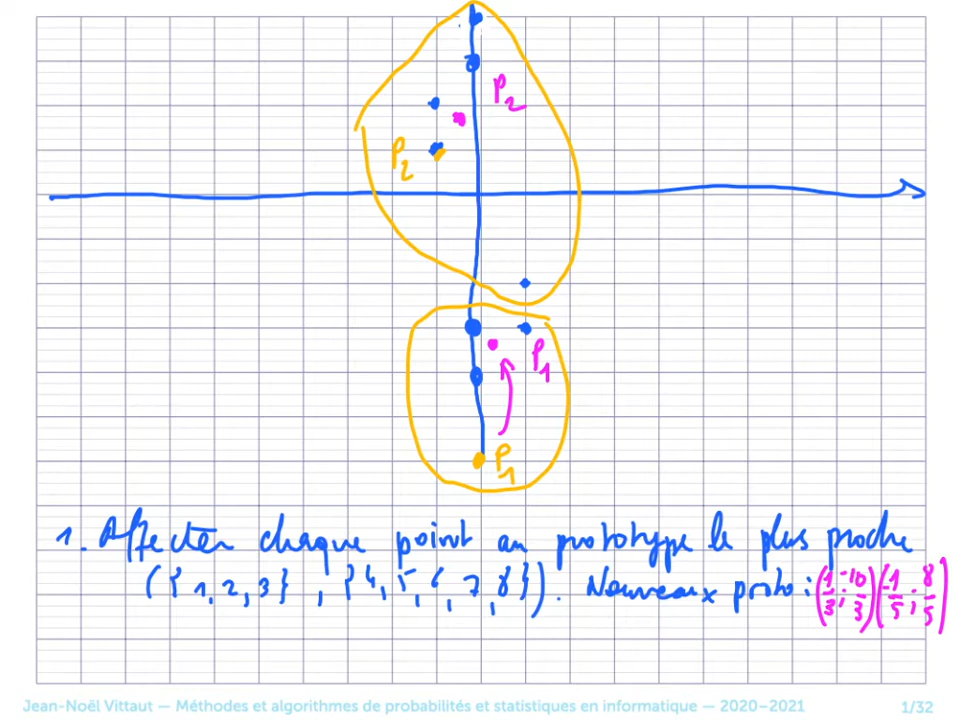 P2
P2
P1
P1
1. Affecter chaque point au prototype le plus proche
({1, 2, 3} , {4, 5, 6, 7, 8}). Nouveaux proto : (1/3 ; -10/3) (-1/5 ; 8/5)
Jean-Noël Vittaut — Méthodes et algorithmes de probabilités et statistiques en informatique — 2020–2021 1/32